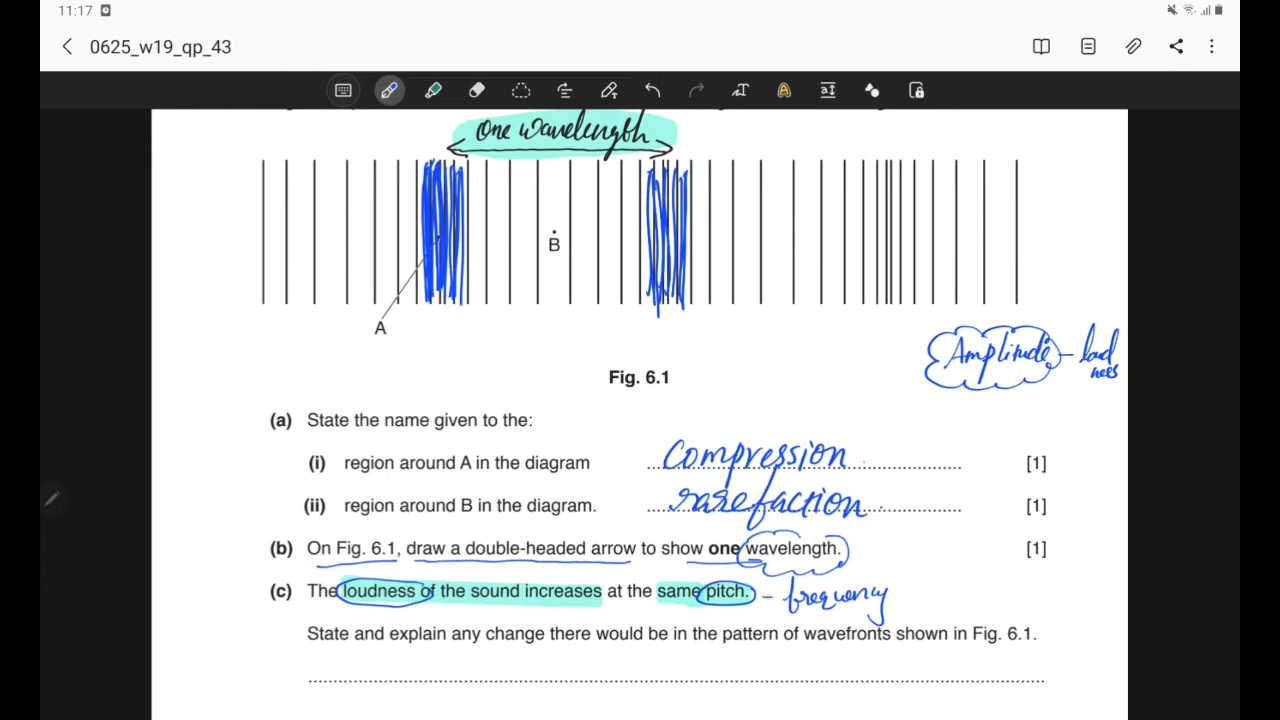 11:17
0625_w19_qp_43
One wavelength
B
A
Amplitude - loud
ness
Fig. 6.1
(a) State the name given to the:
(i) region around A in the diagram ........ compression ........ [1]
(ii) region around B in the diagram. ........ rarefaction ........ [1]
(b) On Fig. 6.1, draw a double-headed arrow to show one wavelength. [1]
(c) The loudness of the sound increases at the same pitch. - frequency
State and explain any change there would be in the pattern of wavefronts shown in Fig. 6.1.